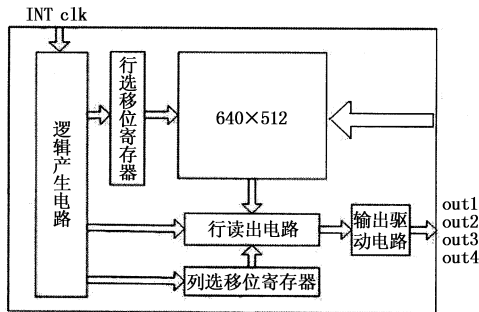 INT clk
逻辑产生电路
行选移位寄存器
640×512
行读出电路
列选移位寄存器
输出驱
动电路
out1
out2
out3
out4